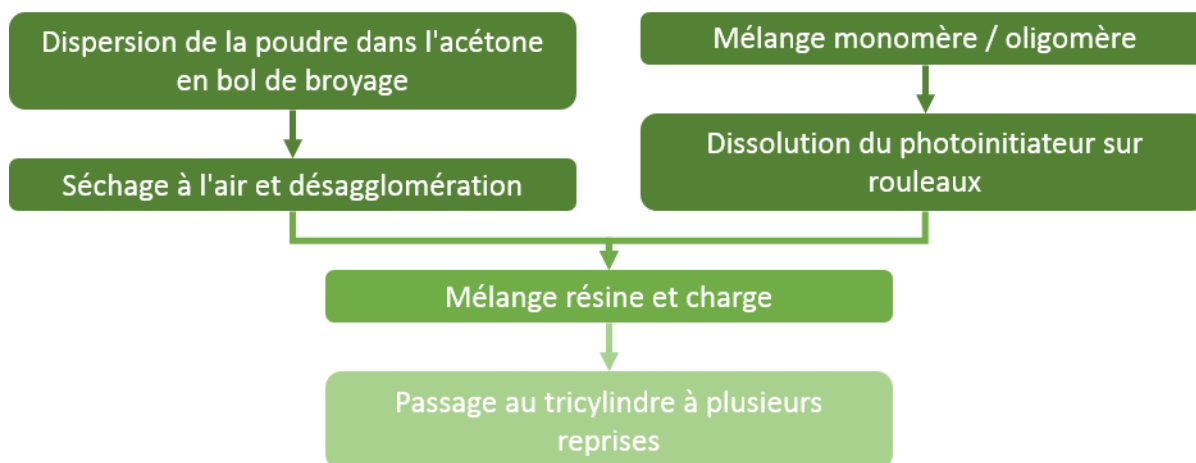 Dispersion de la poudre dans l'acétone
en bol de broyage
Séchage à l'air et désagglomération
Mélange monomère / oligomère
Dissolution du photoinitiateur sur
rouleaux
Mélange résine et charge
Passage au tricylindre à plusieurs
reprises